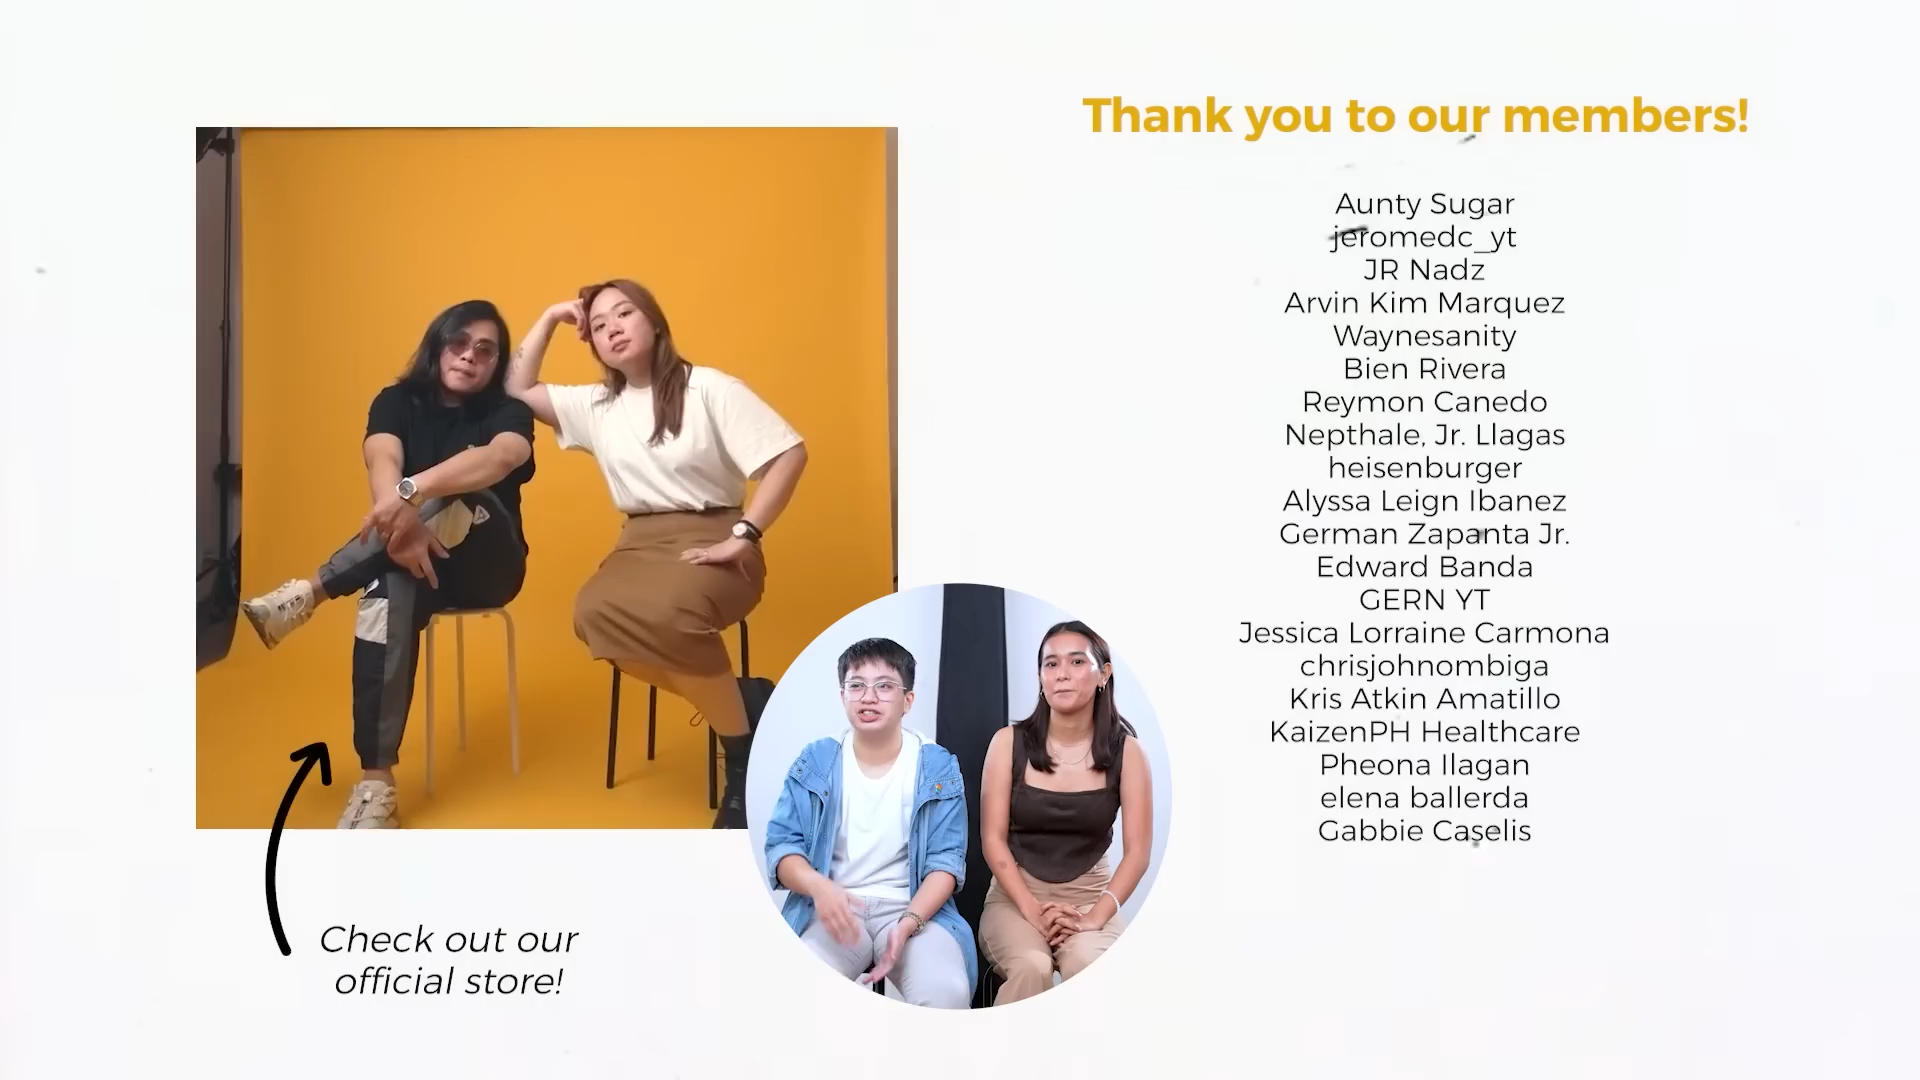 Thank you to our members!
Aunty Sugar
jeromedc_yt
JR Nadz
Arvin Kim Marquez
Waynesanity
Bien Rivera
Reymon Canedo
Nepthale, Jr. Llagas
heisenburger
Alyssa Leign Ibanez
German Zapanta Jr.
Edward Banda
GERN YT
Jessica Lorraine Carmona
chrisjohnombiga
Kris Atkin Amatillo
KaizenPH Healthcare
Pheona Ilagan
elena ballerda
Gabbie Caselis
Check out our
official store!